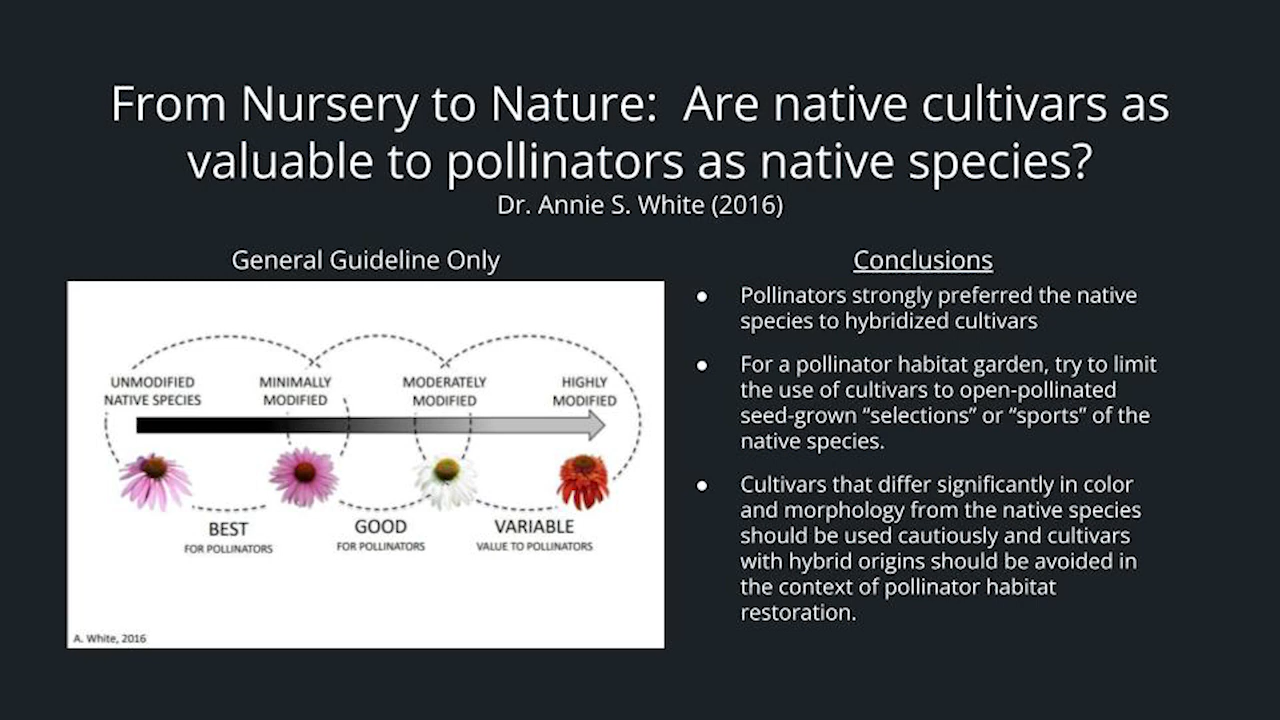 From Nursery to Nature:  Are native cultivars as
valuable to pollinators as native species?
Dr. Annie S. White (2016)
General Guideline Only
UNMODIFIED
NATIVE SPECIES
MINIMALLY
MODIFIED
MODERATELY
MODIFIED
HIGHLY
MODIFIED
BEST
FOR POLLINATORS
GOOD
FOR POLLINATORS
VARIABLE
VALUE TO POLLINATORS
A. White, 2016
Conclusions
● Pollinators strongly preferred the native
species to hybridized cultivars
● For a pollinator habitat garden, try to limit
the use of cultivars to open-pollinated
seed-grown “selections” or “sports” of the
native species.
● Cultivars that differ significantly in color
and morphology from the native species
should be used cautiously and cultivars
with hybrid origins should be avoided in
the context of pollinator habitat
restoration.